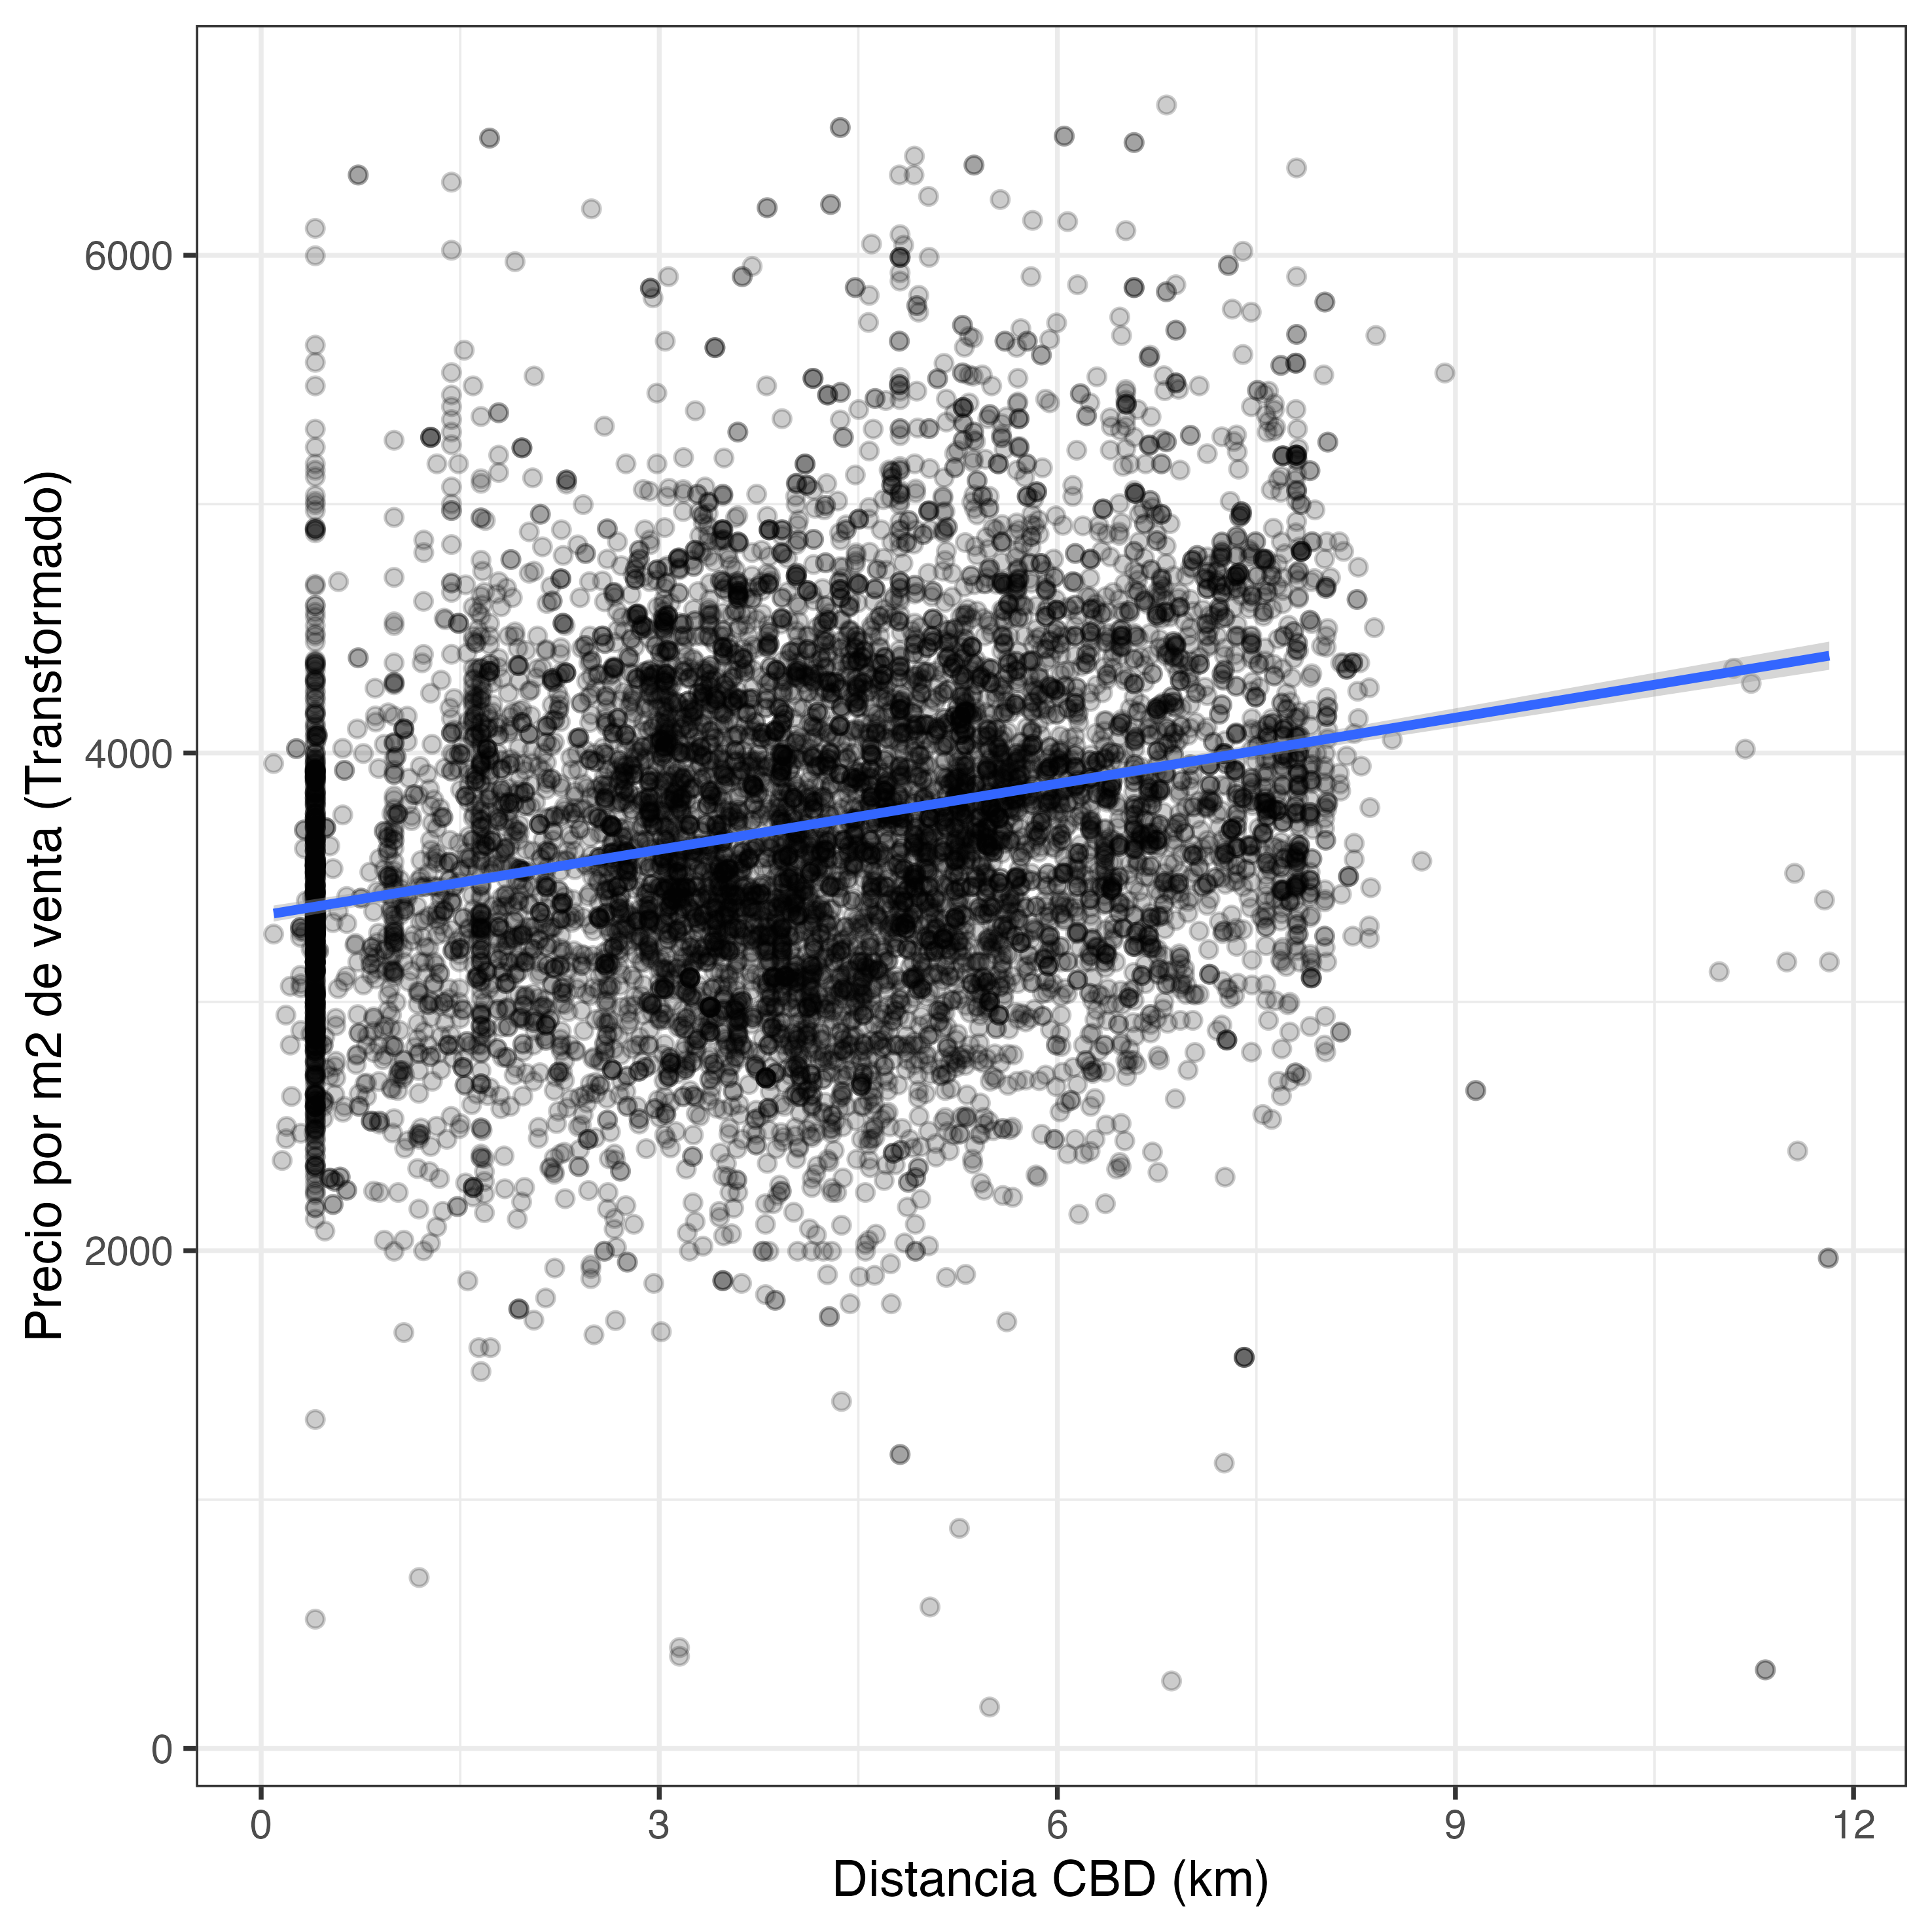 Precio por m2 de venta (Transformado)
6000
4000
2000
0
0 3 6 9 12
Distancia CBD (km)